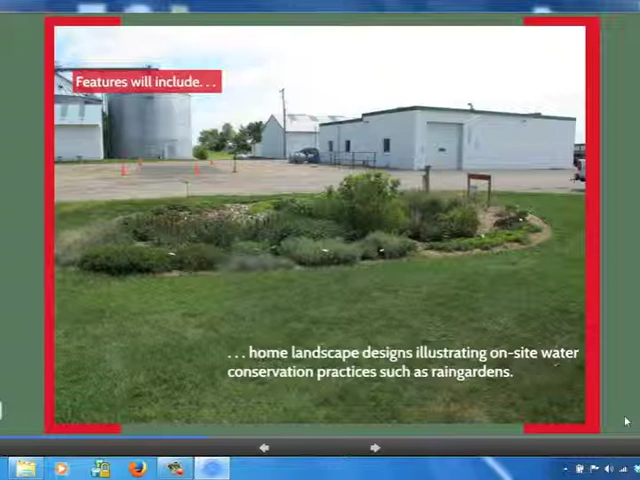 Features will include. . .
. . . home landscape designs illustrating on-site water
conservation practices such as raingardens.